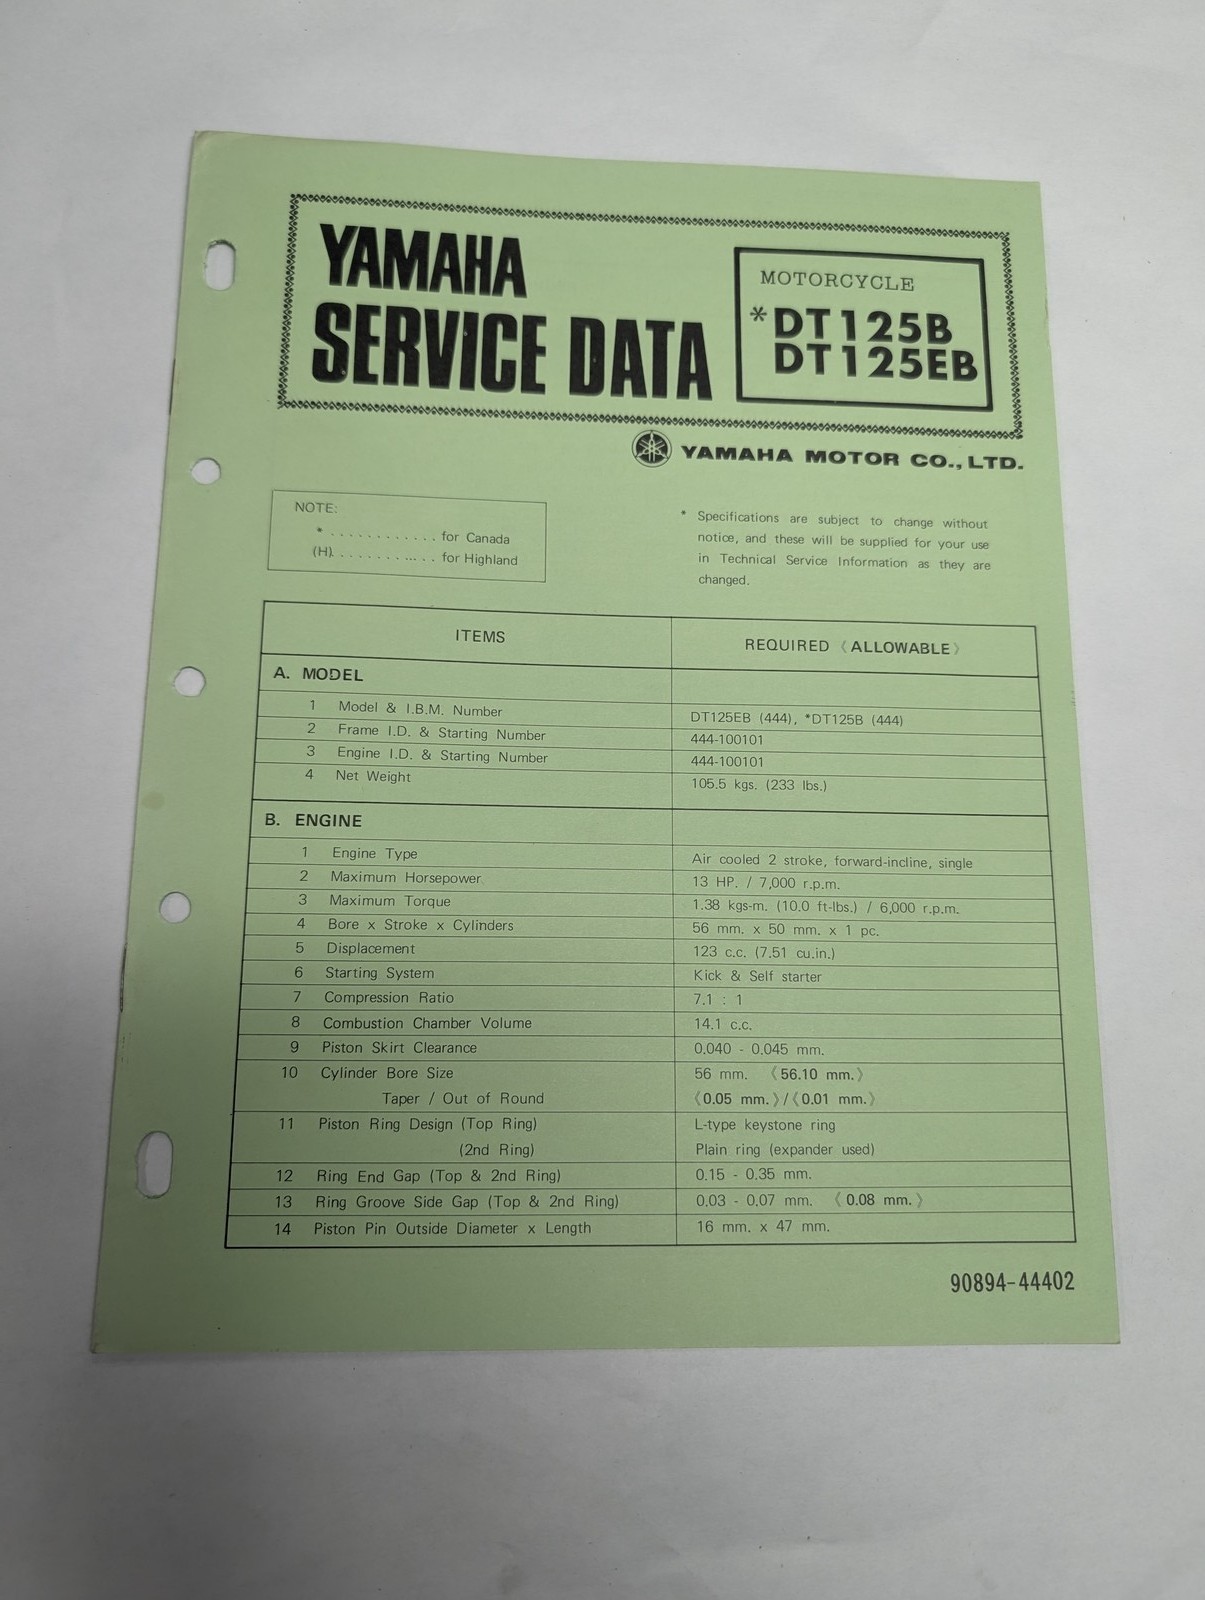 YAMAHA
SERVICE DATA
MOTORCYCLE
*DT125B
DT125EB
YAMAHA MOTOR CO., LTD.
NOTE:
* . . . . . . . . . . . . for Canada
(H). . . . . . . . . ... . . for Highland
* Specifications are subject to change without
notice, and these will be supplied for your use
in Technical Service Information as they are
changed.
ITEMS REQUIRED 《ALLOWABLE》
A. MODEL
1 Model & I.B.M. Number DT125EB (444), *DT125B (444)
2 Frame I.D. & Starting Number 444-100101
3 Engine I.D. & Starting Number 444-100101
4 Net Weight 105.5 kgs. (233 lbs.)
B. ENGINE
1 Engine Type Air cooled 2 stroke, forward-incline, single
2 Maximum Horsepower 13 HP. / 7,000 r.p.m.
3 Maximum Torque 1.38 kgs-m. (10.0 ft-lbs.) / 6,000 r.p.m.
4 Bore x Stroke x Cylinders 56 mm. x 50 mm. x 1 pc.
5 Displacement 123 c.c. (7.51 cu.in.)
6 Starting System Kick & Self starter
7 Compression Ratio 7.1 : 1
8 Combustion Chamber Volume 14.1 c.c.
9 Piston Skirt Clearance 0.040 - 0.045 mm.
10 Cylinder Bore Size 56 mm. 《56.10 mm.》
Taper / Out of Round 《0.05 mm.》/《0.01 mm.》
11 Piston Ring Design (Top Ring) L-type keystone ring
(2nd Ring) Plain ring (expander used)
12 Ring End Gap (Top & 2nd Ring) 0.15 - 0.35 mm.
13 Ring Groove Side Gap (Top & 2nd Ring) 0.03 - 0.07 mm. 《0.08 mm.》
14 Piston Pin Outside Diameter x Length 16 mm. x 47 mm.
90894-44402